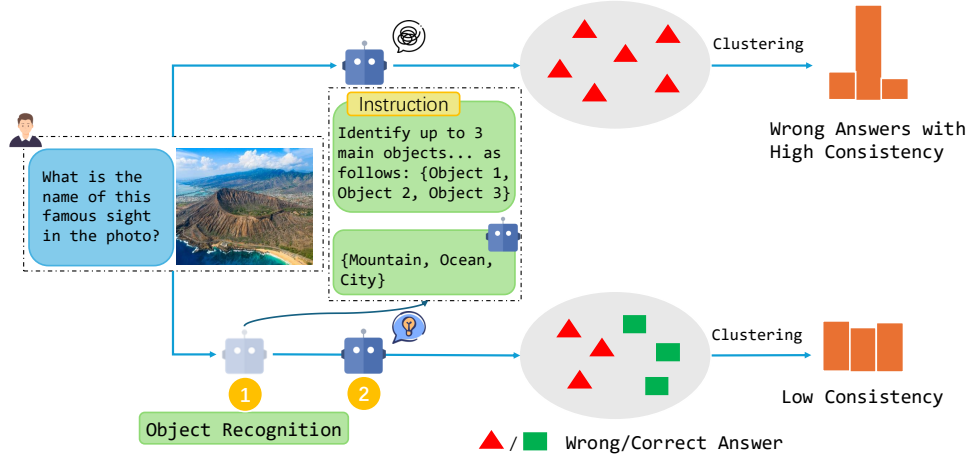 What is the
name of this
famous sight
in the photo?
Instruction
Identify up to 3
main objects... as
follows: {Object 1,
Object 2, Object 3}
{Mountain, Ocean,
City}
Clustering
Wrong Answers with
High Consistency
1
2
Object Recognition
Clustering
Low Consistency
/ Wrong/Correct Answer